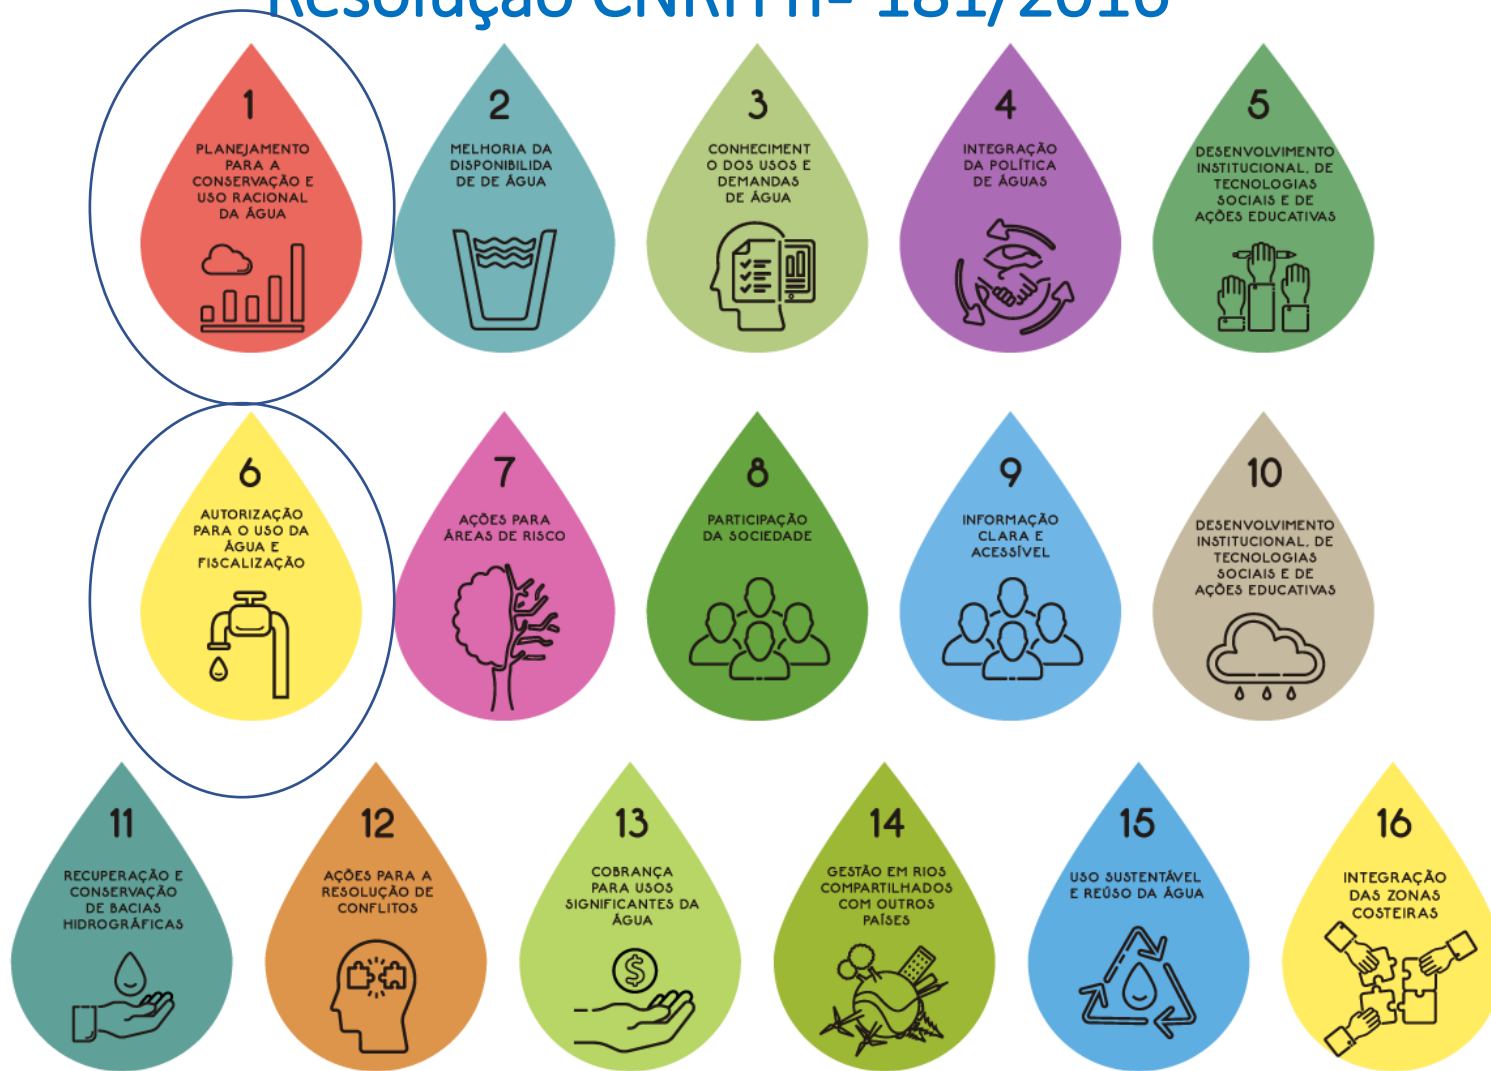 Resolução CNRH nº 181/2016
1
PLANEJAMENTO
PARA A
CONSERVAÇÃO E
USO RACIONAL
DA ÁGUA
2
MELHORIA DA
DISPONIBILIDA
DE DE ÁGUA
3
CONHECIMENT
O DOS USOS E
DEMANDAS
DE ÁGUA
4
INTEGRAÇÃO
DA POLÍTICA
DE ÁGUAS
5
DESENVOLVIMENTO
INSTITUCIONAL, DE
TECNOLOGIAS
SOCIAIS E DE
AÇÕES EDUCATIVAS
6
AUTORIZAÇÃO
PARA O USO DA
ÁGUA E
FISCALIZAÇÃO
7
AÇÕES PARA
ÁREAS DE RISCO
8
PARTICIPAÇÃO
DA SOCIEDADE
9
INFORMAÇÃO
CLARA E
ACESSÍVEL
10
DESENVOLVIMENTO
INSTITUCIONAL, DE
TECNOLOGIAS
SOCIAIS E DE
AÇÕES EDUCATIVAS
11
RECUPERAÇÃO E
CONSERVAÇÃO
DE BACIAS
HIDROGRÁFICAS
12
AÇÕES PARA A
RESOLUÇÃO DE
CONFLITOS
13
COBRANÇA
PARA USOS
SIGNIFICANTES DA
ÁGUA
$
14
GESTÃO EM RIOS
COMPARTILHADOS
COM OUTROS
PAÍSES
15
USO SUSTENTÁVEL
E REÚSO DA ÁGUA
16
INTEGRAÇÃO
DAS ZONAS
COSTEIRAS